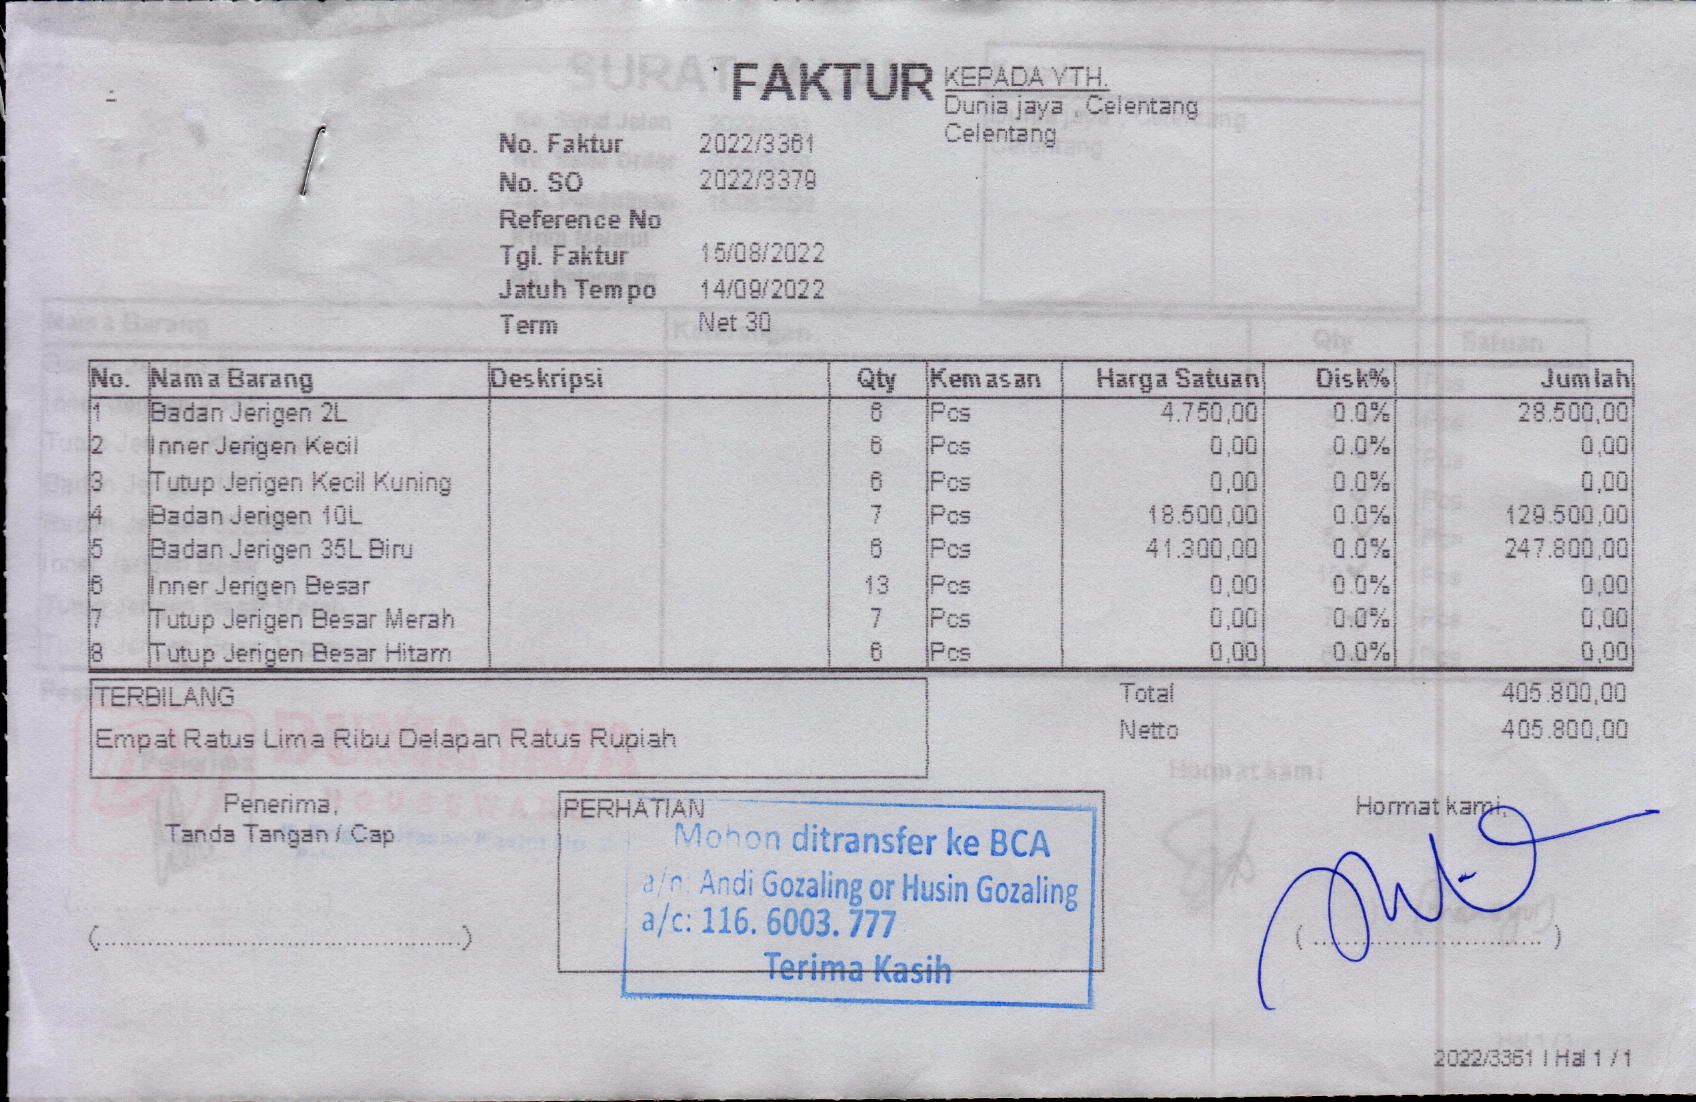 FAKTUR
KEPADA YTH.
Dunia jaya , Celentang
Celentang
No. Faktur 2022/3361
No. SO 2022/3379
Reference No
Tgl. Faktur 15/08/2022
Jatuh Tempo 14/09/2022
Term Net 30
No. Nama Barang Deskripsi Qty Kemasan Harga Satuan Disk% Jumlah
1 Badan Jerigen 2L 6 Pcs 4.750,00 0.0% 28.500,00
2 Inner Jerigen Kecil 6 Pcs 0,00 0.0% 0,00
3 Tutup Jerigen Kecil Kuning 6 Pcs 0,00 0.0% 0,00
4 Badan Jerigen 10L 7 Pcs 18.500,00 0.0% 129.500,00
5 Badan Jerigen 35L Biru 6 Pcs 41.300,00 0.0% 247.800,00
6 Inner Jerigen Besar 13 Pcs 0,00 0.0% 0,00
7 Tutup Jerigen Besar Merah 7 Pcs 0,00 0.0% 0,00
8 Tutup Jerigen Besar Hitam 6 Pcs 0,00 0.0% 0,00
TERBILANG
Empat Ratus Lima Ribu Delapan Ratus Rupiah
Total 405.800,00
Netto 405.800,00
Penerima,
Tanda Tangan / Cap
(................................................)
PERHATIAN
Mohon ditransfer ke BCA
a/n: Andi Gozaling or Husin Gozaling
a/c: 116. 6003. 777
Terima Kasih
Hormat kami,
( ............................... )
2022/3361 | Hal 1 / 1